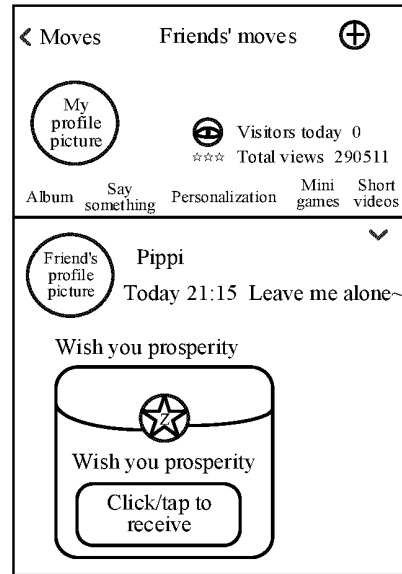 Moves Friends' moves
My
profile
picture
Visitors today 0
☆☆☆ Total views 290511
Album Say something Personalization Mini games Short videos
Friend's
profile
picture
Pippi
Today 21:15 Leave me alone~
Wish you prosperity
Z
Wish you prosperity
Click/tap to
receive